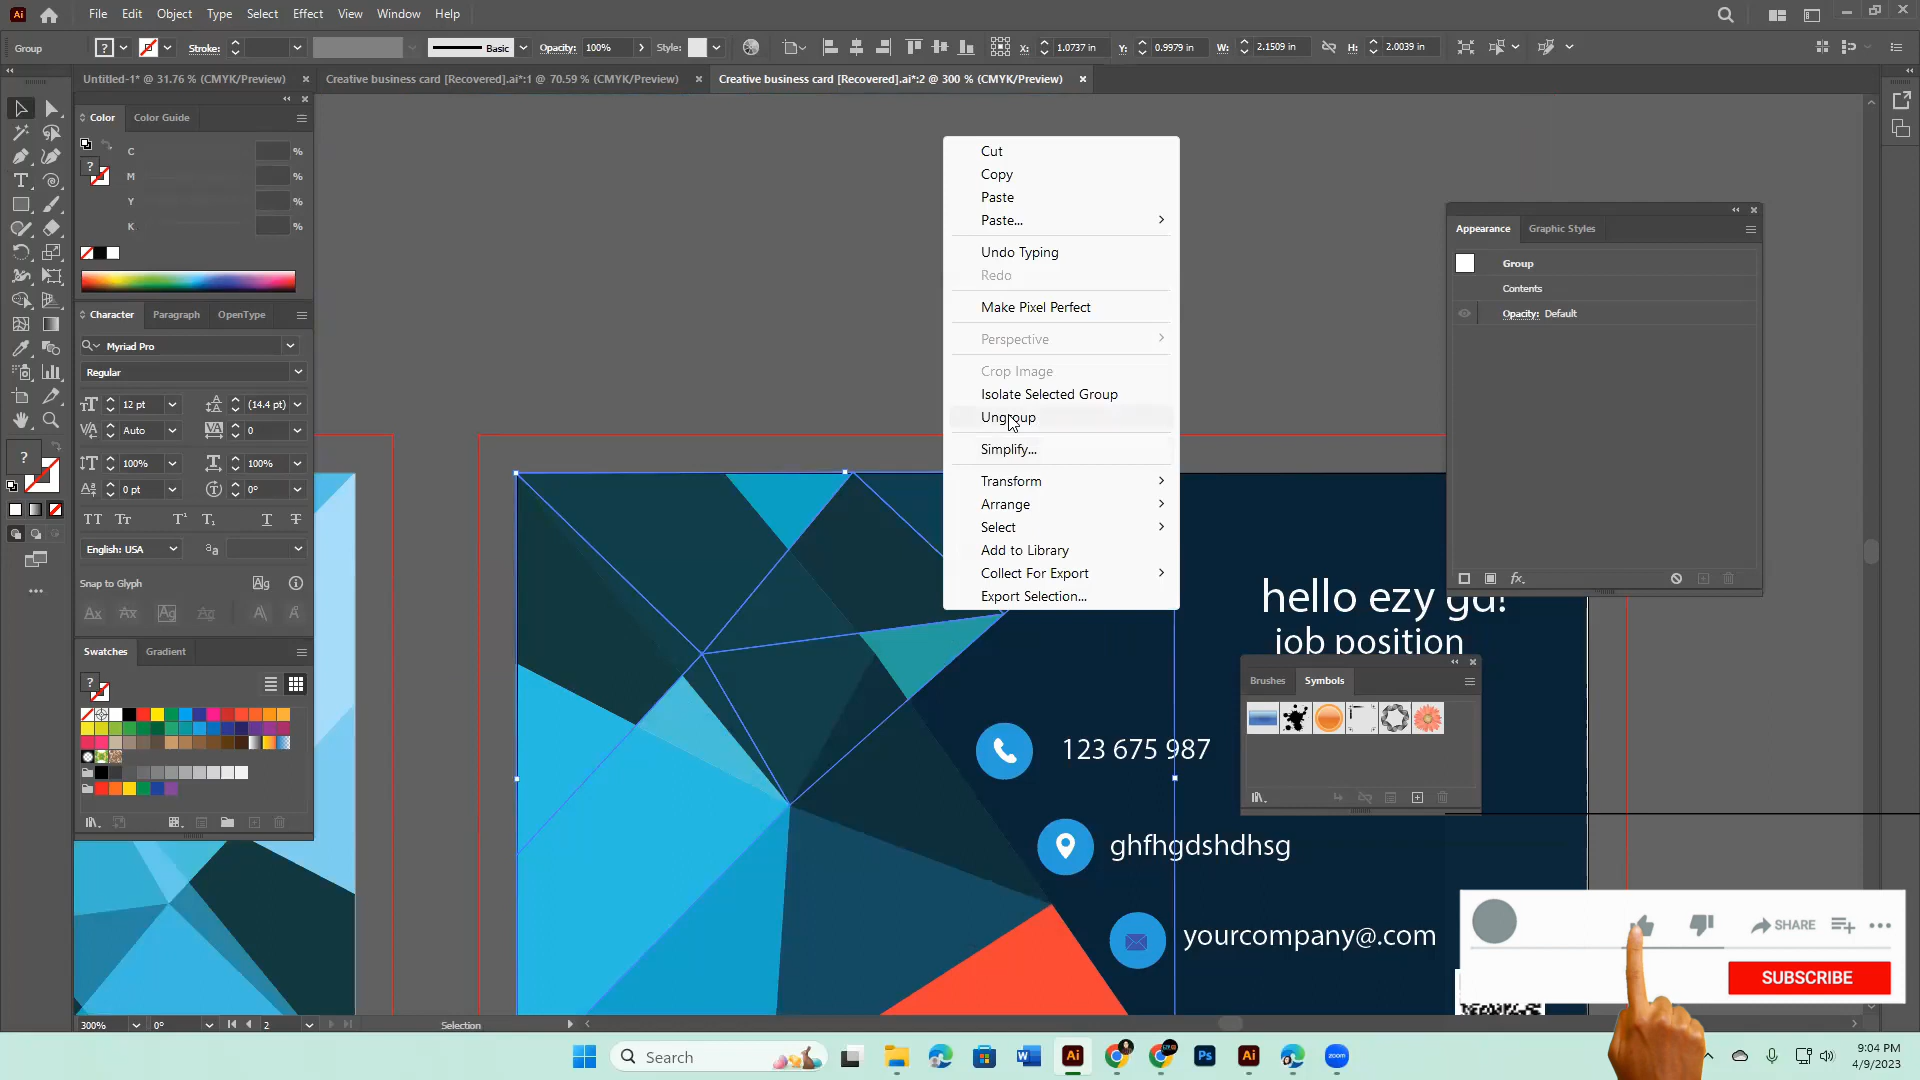 Ai File Edit Object Type Select Effect View Window Help
Group ? Stroke: Basic Opacity: 100% Style: X: 1.0737 in Y: 0.9979 in W: 2.1509 in H: 2.0039 in
Untitled-1* @ 31.76 % (CMYK/Preview) × Creative business card [Recovered].ai*:1 @ 70.59 % (CMYK/Preview) × Creative business card [Recovered].ai*:2 @ 300 % (CMYK/Preview) ×
Color Color Guide
C %
M %
Y %
K %
Character Paragraph OpenType
Myriad Pro
Regular
12 pt (14.4 pt)
Auto 0
100% 100%
0 pt 0°
English: USA
Snap to Glyph
Swatches Gradient
Cut
Copy
Paste
Paste...
Undo Typing
Redo
Make Pixel Perfect
Perspective
Crop Image
Isolate Selected Group
Ungroup
Simplify...
Transform
Arrange
Select
Add to Library
Collect For Export
Export Selection...
Appearance Graphic Styles
Group
Contents
Opacity: Default
fx
hello ezy gd!
job position
Brushes Symbols
123 675 987
ghfhgdshdhsg
yourcompany@.com
SHARE
SUBSCRIBE
300% 0° 2 Selection
Search
W Ai Ps Ai zoom
9:04 PM
4/9/2023